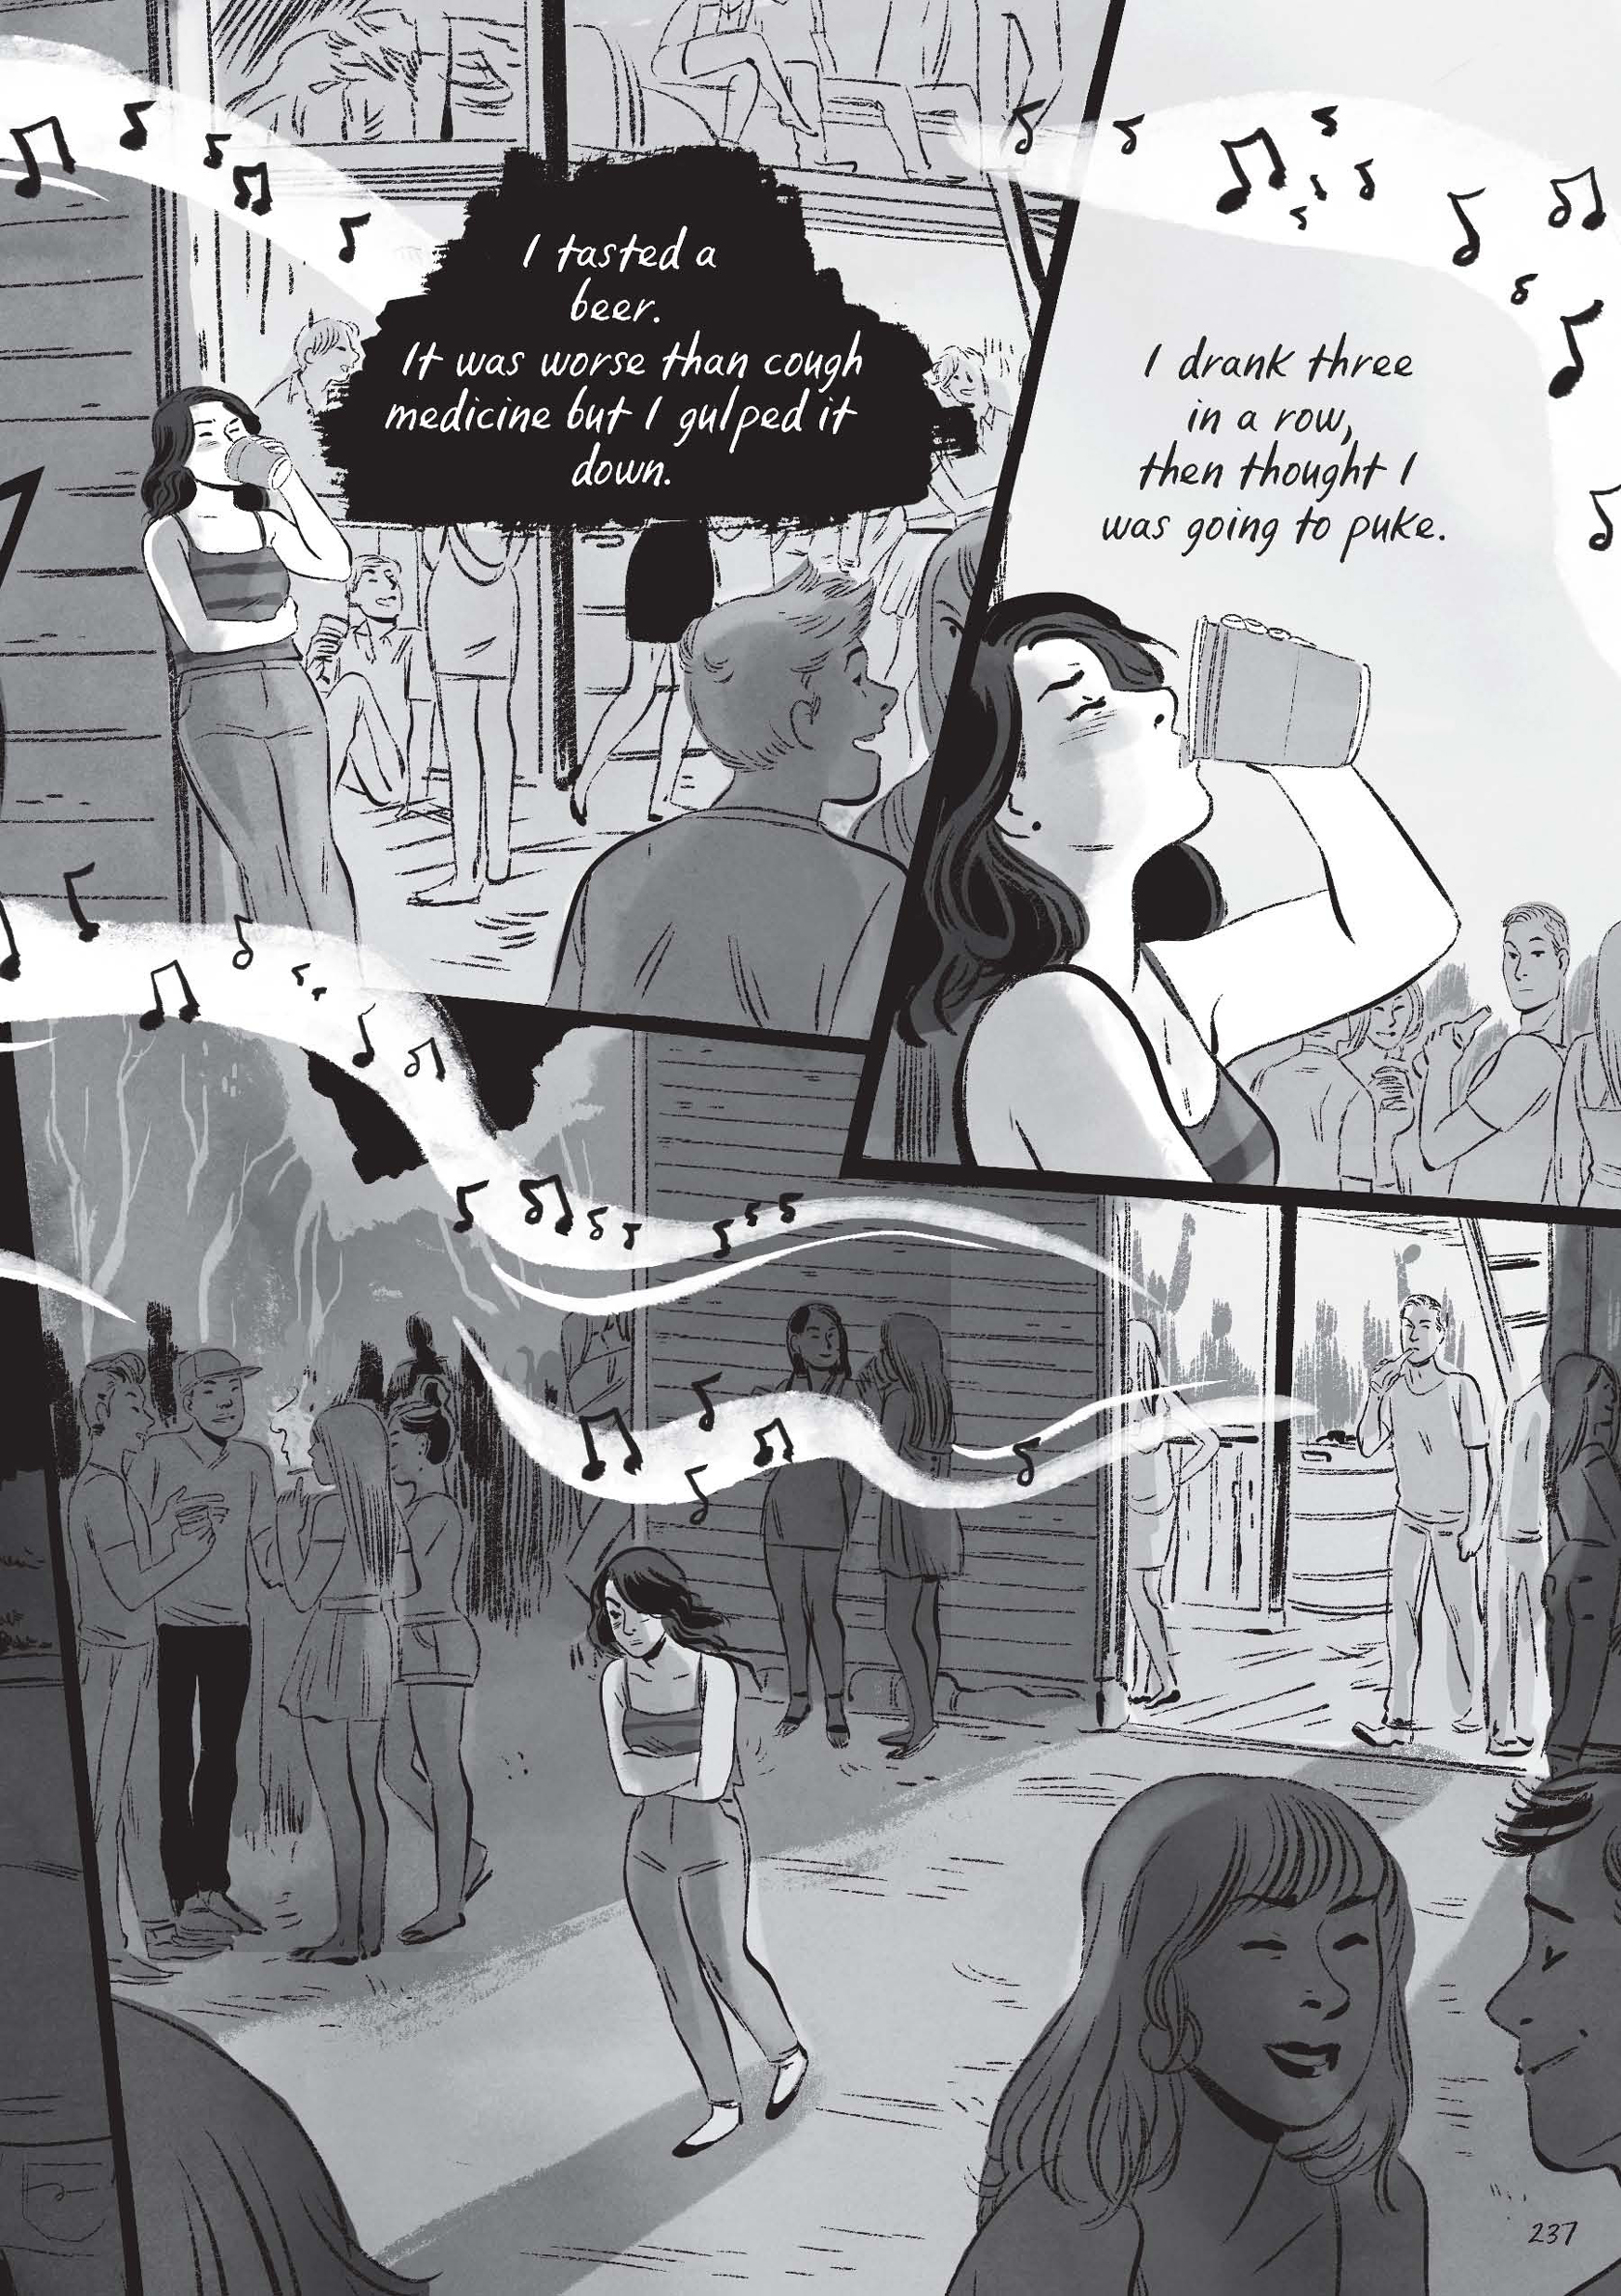 I tasted a
beer.
It was worse than cough
medicine but I gulped it
down.
I drank three
in a row,
then thought I
was going to puke.
237